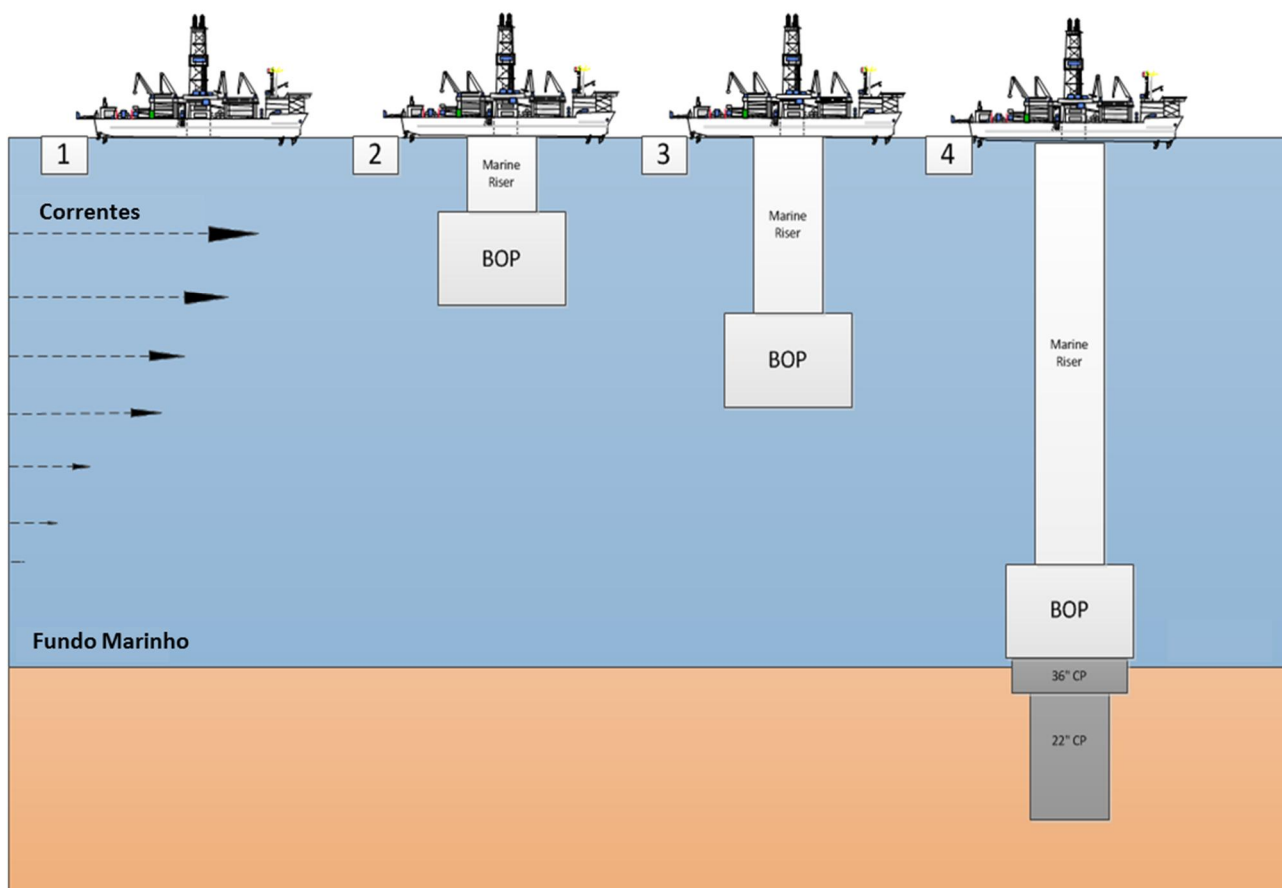 1
2
3
4
Correntes
Marine
Riser
BOP
Marine
Riser
BOP
Marine
Riser
BOP
Fundo Marinho
36" CP
22" CP